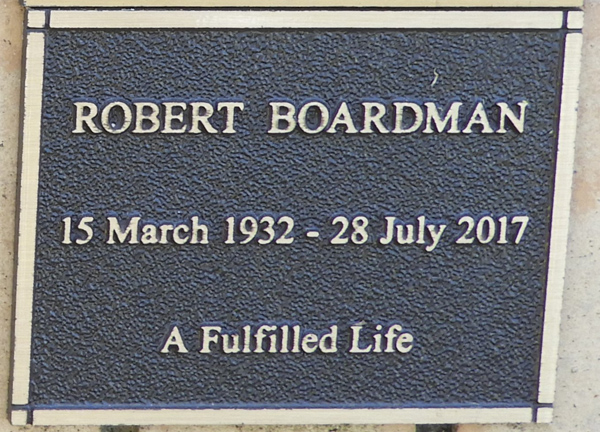 ROBERT BOARDMAN
15 March 1932 - 28 July 2017
A Fulfilled Life